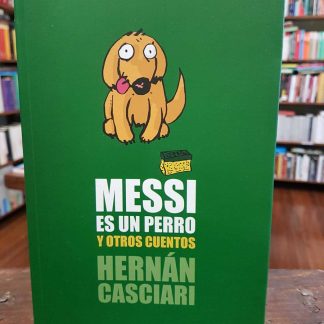 MESSI
ES UN PERRO
Y OTROS CUENTOS
HERNÁN
CASCIARI